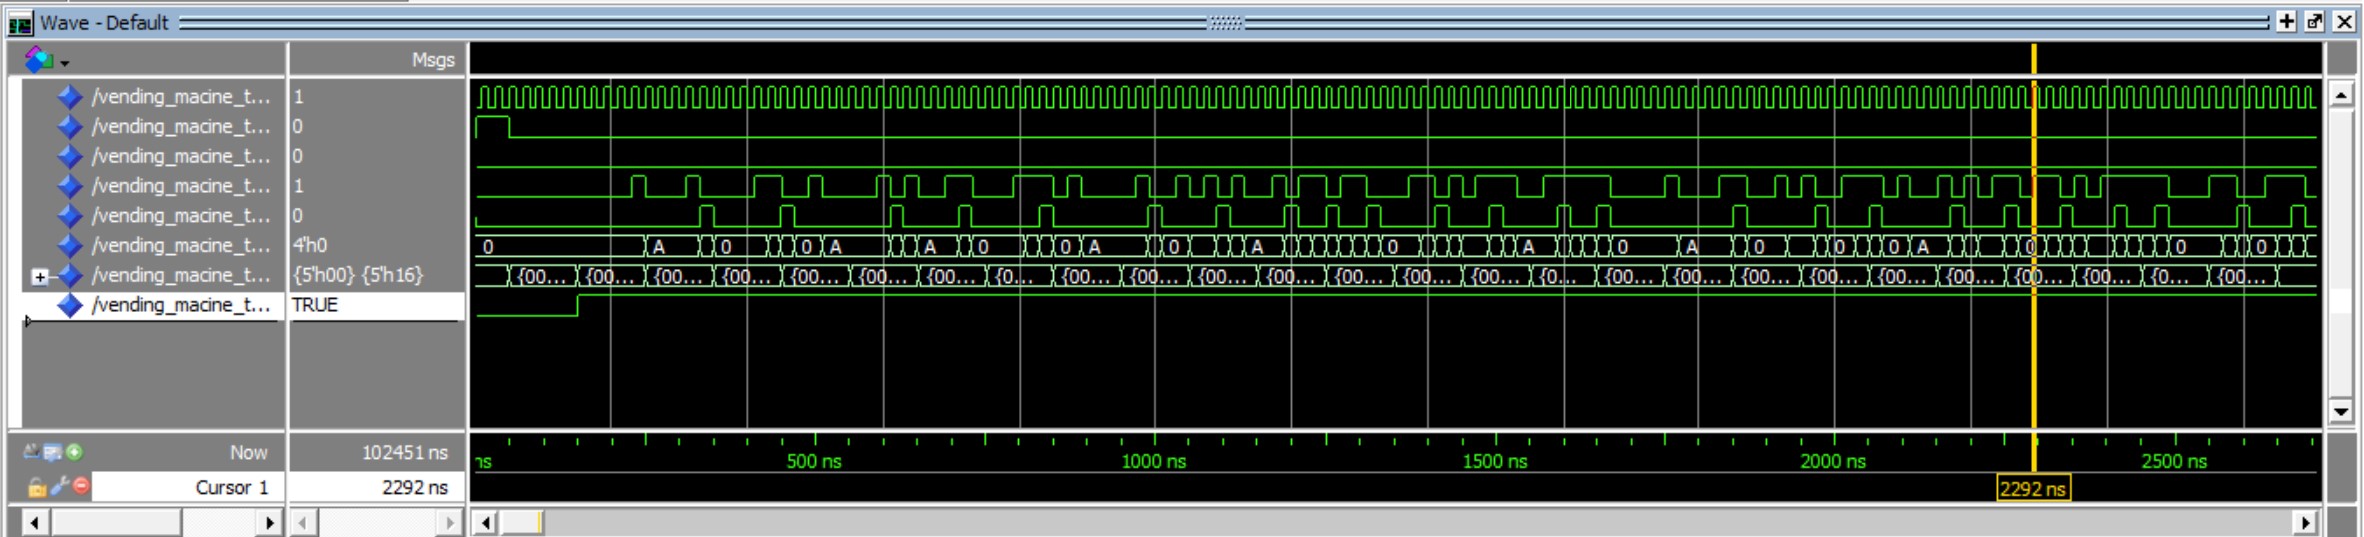 Wave - Default
Msgs
/vending_macine_t... 1
/vending_macine_t... 0
/vending_macine_t... 0
/vending_macine_t... 1
/vending_macine_t... 0
/vending_macine_t... 4'h0 0 A 0 0 A A 0 0 A 0 A 0 A 0 A 0 0 0 A 0 0 0
/vending_macine_t... {5'h00} {5'h16} {00... {00... {00... {00... {00... {00... {00... {0... {00... {00... {00... {00... {0... {00... {00... {0... {00... {00... {00... {00... {00... {00... {00... {00... {0... {00...
/vending_macine_t... TRUE
Now 102451 ns ns 500 ns 1000 ns 1500 ns 2000 ns 2500 ns
Cursor 1 2292 ns 2292 ns